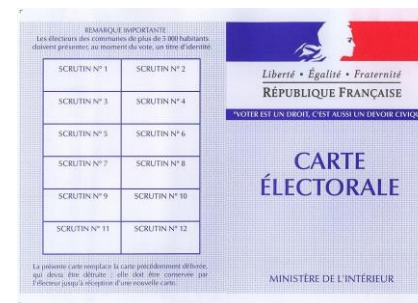 REMARQUE IMPORTANTE
Les électeurs des communes de plus de 5 000 habitants
doivent présenter, au moment du vote, un titre d'identité.
SCRUTIN N° 1
SCRUTIN N° 2
SCRUTIN N° 3
SCRUTIN N° 4
SCRUTIN N° 5
SCRUTIN N° 6
SCRUTIN N° 7
SCRUTIN N° 8
SCRUTIN N° 9
SCRUTIN N° 10
SCRUTIN N° 11
SCRUTIN N° 12
La présente carte remplace la carte précédemment délivrée,
qui devra être détruite ; elle doit être conservée par
l'électeur jusqu'à réception d'une nouvelle carte.
Liberté • Égalité • Fraternité
RÉPUBLIQUE FRANÇAISE
"VOTER EST UN DROIT, C'EST AUSSI UN DEVOIR CIVIQU
CARTE
ÉLECTORALE
MINISTÈRE DE L'INTÉRIEUR